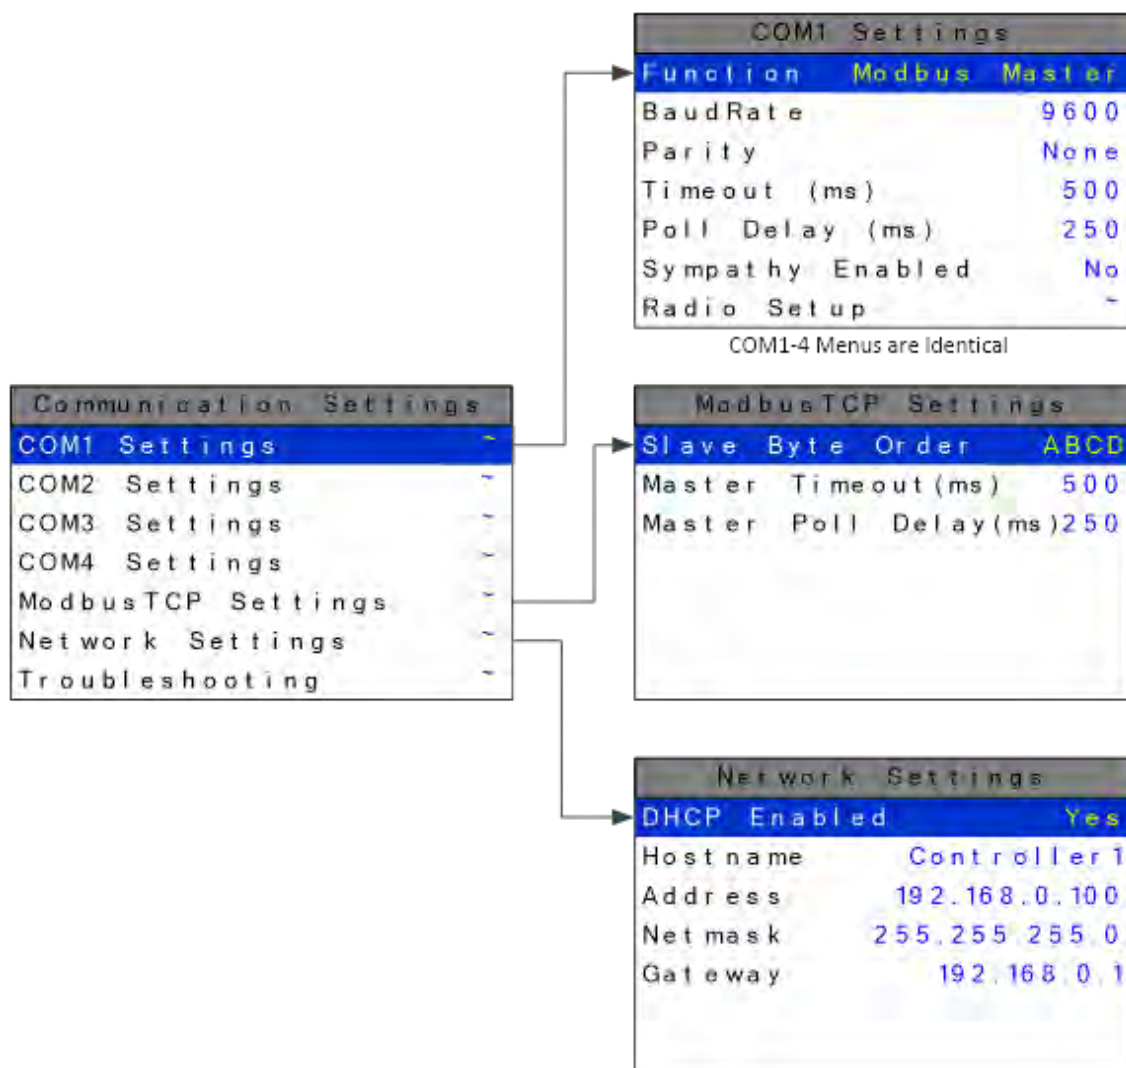 COM1 Settings
Function Modbus Master
BaudRate 9600
Parity None
Timeout (ms) 500
Poll Delay (ms) 250
Sympathy Enabled No
Radio Setup ~
COM1-4 Menus are Identical
Communication Settings
COM1 Settings ~
COM2 Settings ~
COM3 Settings ~
COM4 Settings ~
ModbusTCP Settings ~
Network Settings ~
Troubleshooting ~
ModbusTCP Settings
Slave Byte Order ABCD
Master Timeout(ms) 500
Master Poll Delay(ms)250
Network Settings
DHCP Enabled Yes
Hostname Controller1
Address 192.168.0.100
Netmask 255.255.255.0
Gateway 192.168.0.1